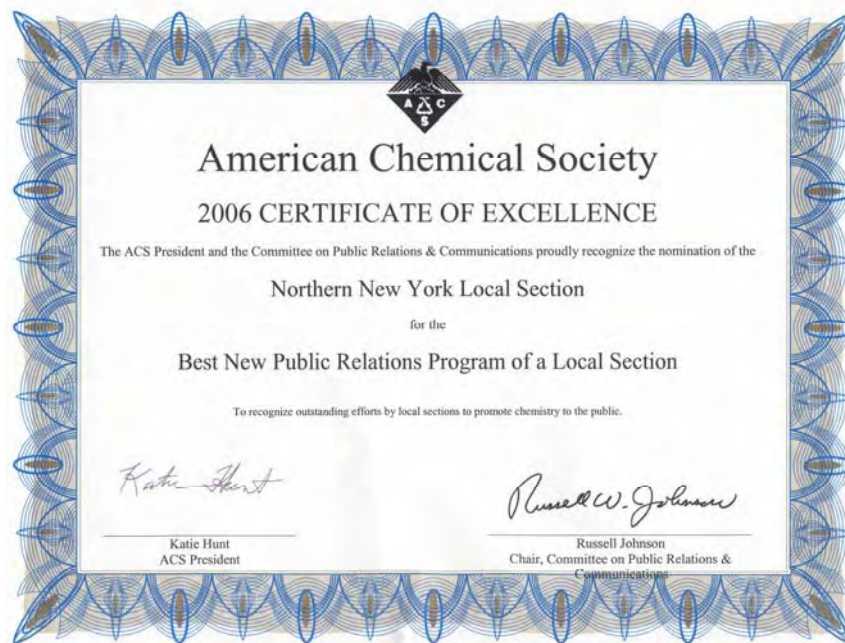 A C
S
American Chemical Society
2006 CERTIFICATE OF EXCELLENCE
The ACS President and the Committee on Public Relations & Communications proudly recognize the nomination of the
Northern New York Local Section
for the
Best New Public Relations Program of a Local Section
To recognize outstanding efforts by local sections to promote chemistry to the public.
Katie Hunt
Russell W. Johnson
Katie Hunt
ACS President
Russell Johnson
Chair, Committee on Public Relations &
Communications